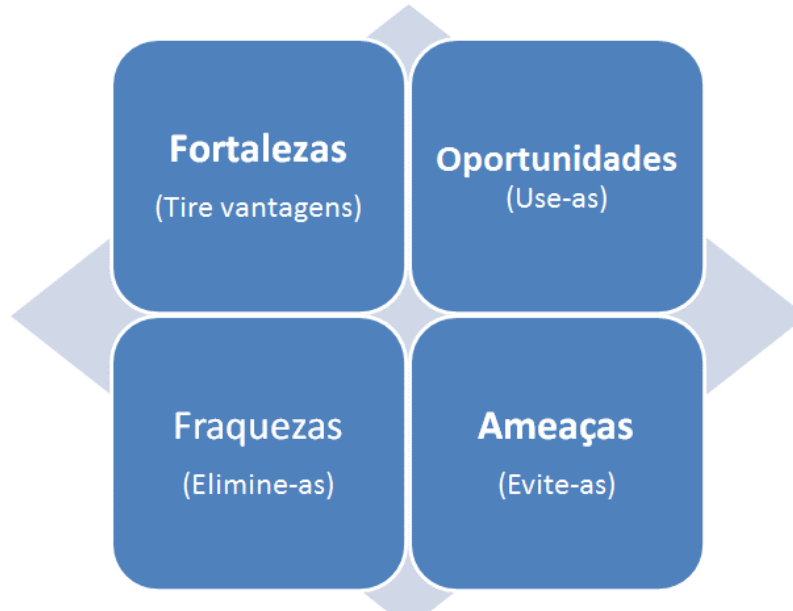 Fortalezas
(Tire vantagens)
Oportunidades
(Use-as)
Fraquezas
(Elimine-as)
Ameaças
(Evite-as)